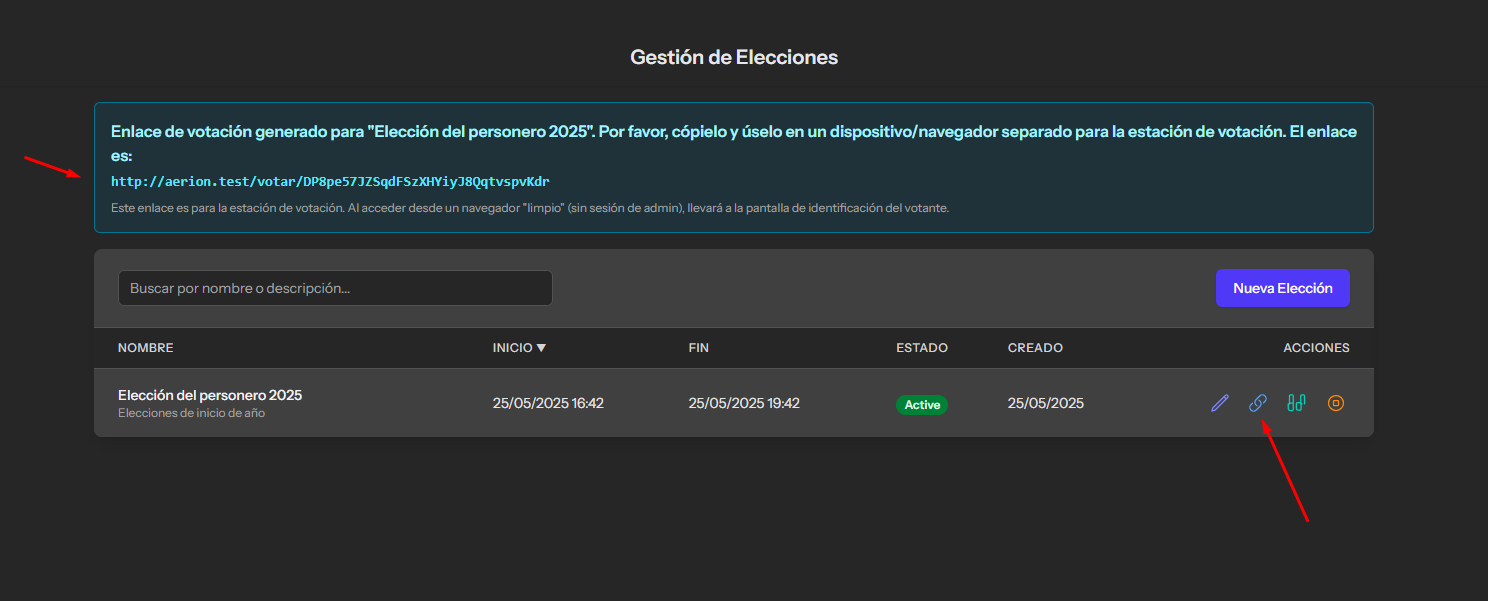 Gestión de Elecciones
Enlace de votación generado para "Elección del personero 2025". Por favor, cópielo y úselo en un dispositivo/navegador separado para la estación de votación. El enlace
es:
http://aerion.test/votar/DP8pe57JZSqdFSzXHYiyJ8QqtvspvKdr
Este enlace es para la estación de votación. Al acceder desde un navegador "limpio" (sin sesión de admin), llevará a la pantalla de identificación del votante.
Buscar por nombre o descripción... Nueva Elección
NOMBRE INICIO ▼ FIN ESTADO CREADO ACCIONES
Elección del personero 2025 25/05/2025 16:42 25/05/2025 19:42 Active 25/05/2025
Elecciones de inicio de año